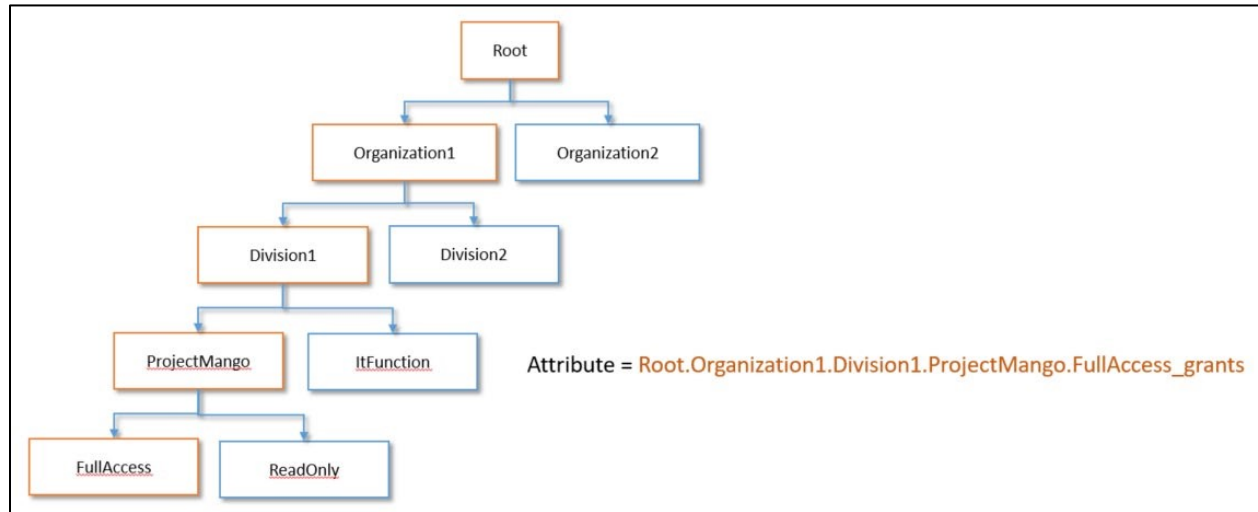 Root
Organization1
Organization2
Division1
Division2
ProjectMango
ItFunction
Attribute = Root.Organization1.Division1.ProjectMango.FullAccess_grants
FullAccess
ReadOnly